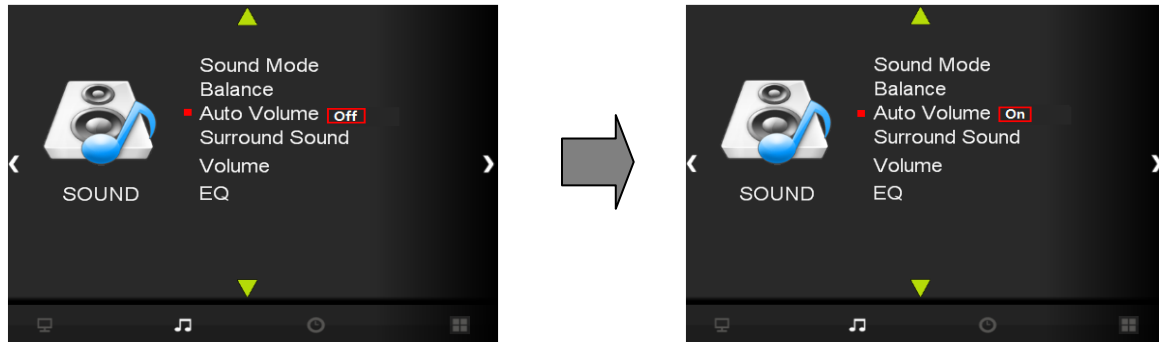 Sound Mode
Balance
Auto Volume Off
Surround Sound
Volume
SOUND EQ
Sound Mode
Balance
Auto Volume On
Surround Sound
Volume
SOUND EQ